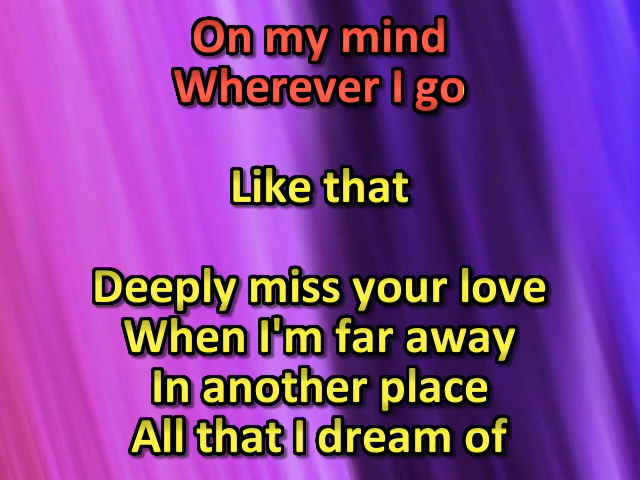 On my mind
Wherever I go
Like that
Deeply miss your love
When I'm far away
In another place
All that I dream of